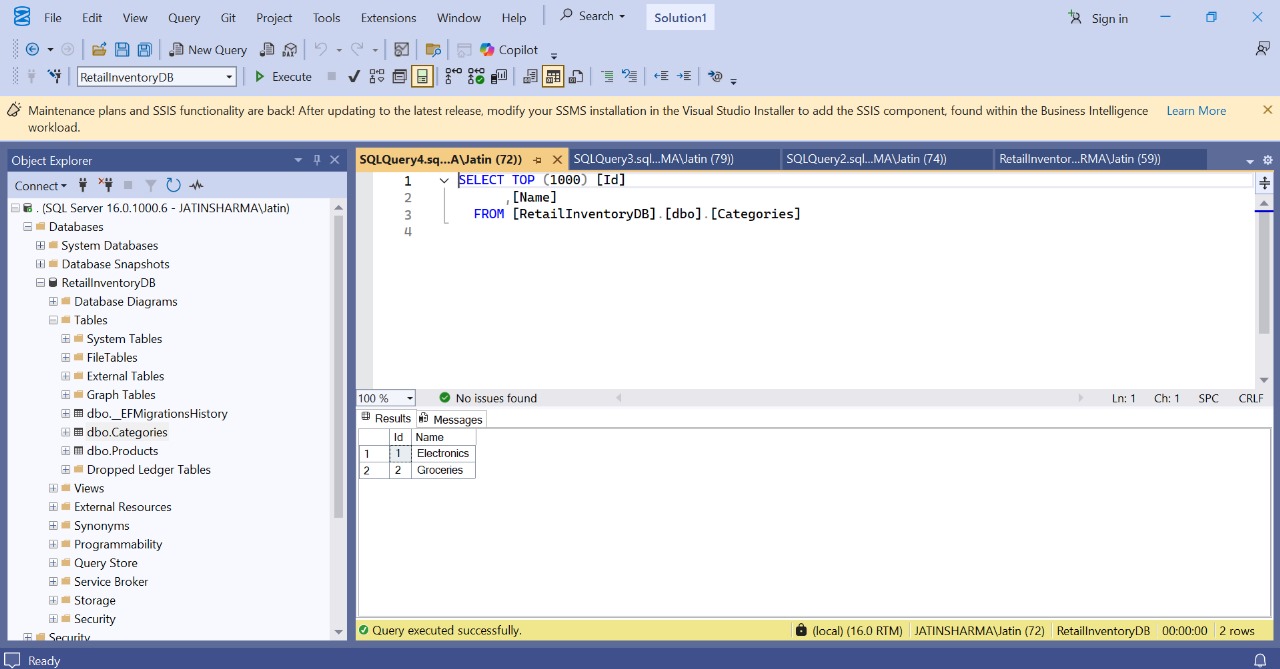 File Edit View Query Git Project Tools Extensions Window Help Search Solution1 Sign in
New Query DAX Copilot
RetailInventoryDB Execute
Maintenance plans and SSIS functionality are back! After updating to the latest release, modify your SSMS installation in the Visual Studio Installer to add the SSIS component, found within the Business Intelligence Learn More
workload.
Object Explorer
Connect
. (SQL Server 16.0.1000.6 - JATINSHARMA\Jatin)
Databases
System Databases
Database Snapshots
RetailInventoryDB
Database Diagrams
Tables
System Tables
FileTables
External Tables
Graph Tables
dbo.__EFMigrationsHistory
dbo.Categories
dbo.Products
Dropped Ledger Tables
Views
External Resources
Synonyms
Programmability
Query Store
Service Broker
Storage
Security
Security
SQLQuery4.sq...A\Jatin (72)) SQLQuery3.sql...MA\Jatin (79)) SQLQuery2.sql...MA\Jatin (74)) RetailInventor...RMA\Jatin (59))
1 SELECT TOP (1000) [Id]
2 ,[Name]
3 FROM [RetailInventoryDB].[dbo].[Categories]
4
100 % No issues found Ln: 1 Ch: 1 SPC CRLF
Results Messages
Id Name
1 1 Electronics
2 2 Groceries
Query executed successfully. (local) (16.0 RTM) JATINSHARMA\Jatin (72) RetailInventoryDB 00:00:00 2 rows
Ready